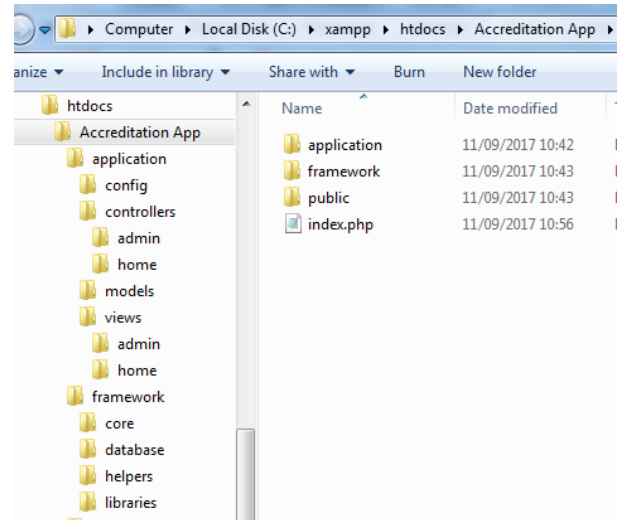 Computer Local Disk (C:) xampp htdocs Accreditation App
anize Include in library Share with Burn New folder
htdocs
Accreditation App
application
config
controllers
admin
home
models
views
admin
home
framework
core
database
helpers
libraries
Name Date modified
application 11/09/2017 10:42
framework 11/09/2017 10:43
public 11/09/2017 10:43
index.php 11/09/2017 10:56